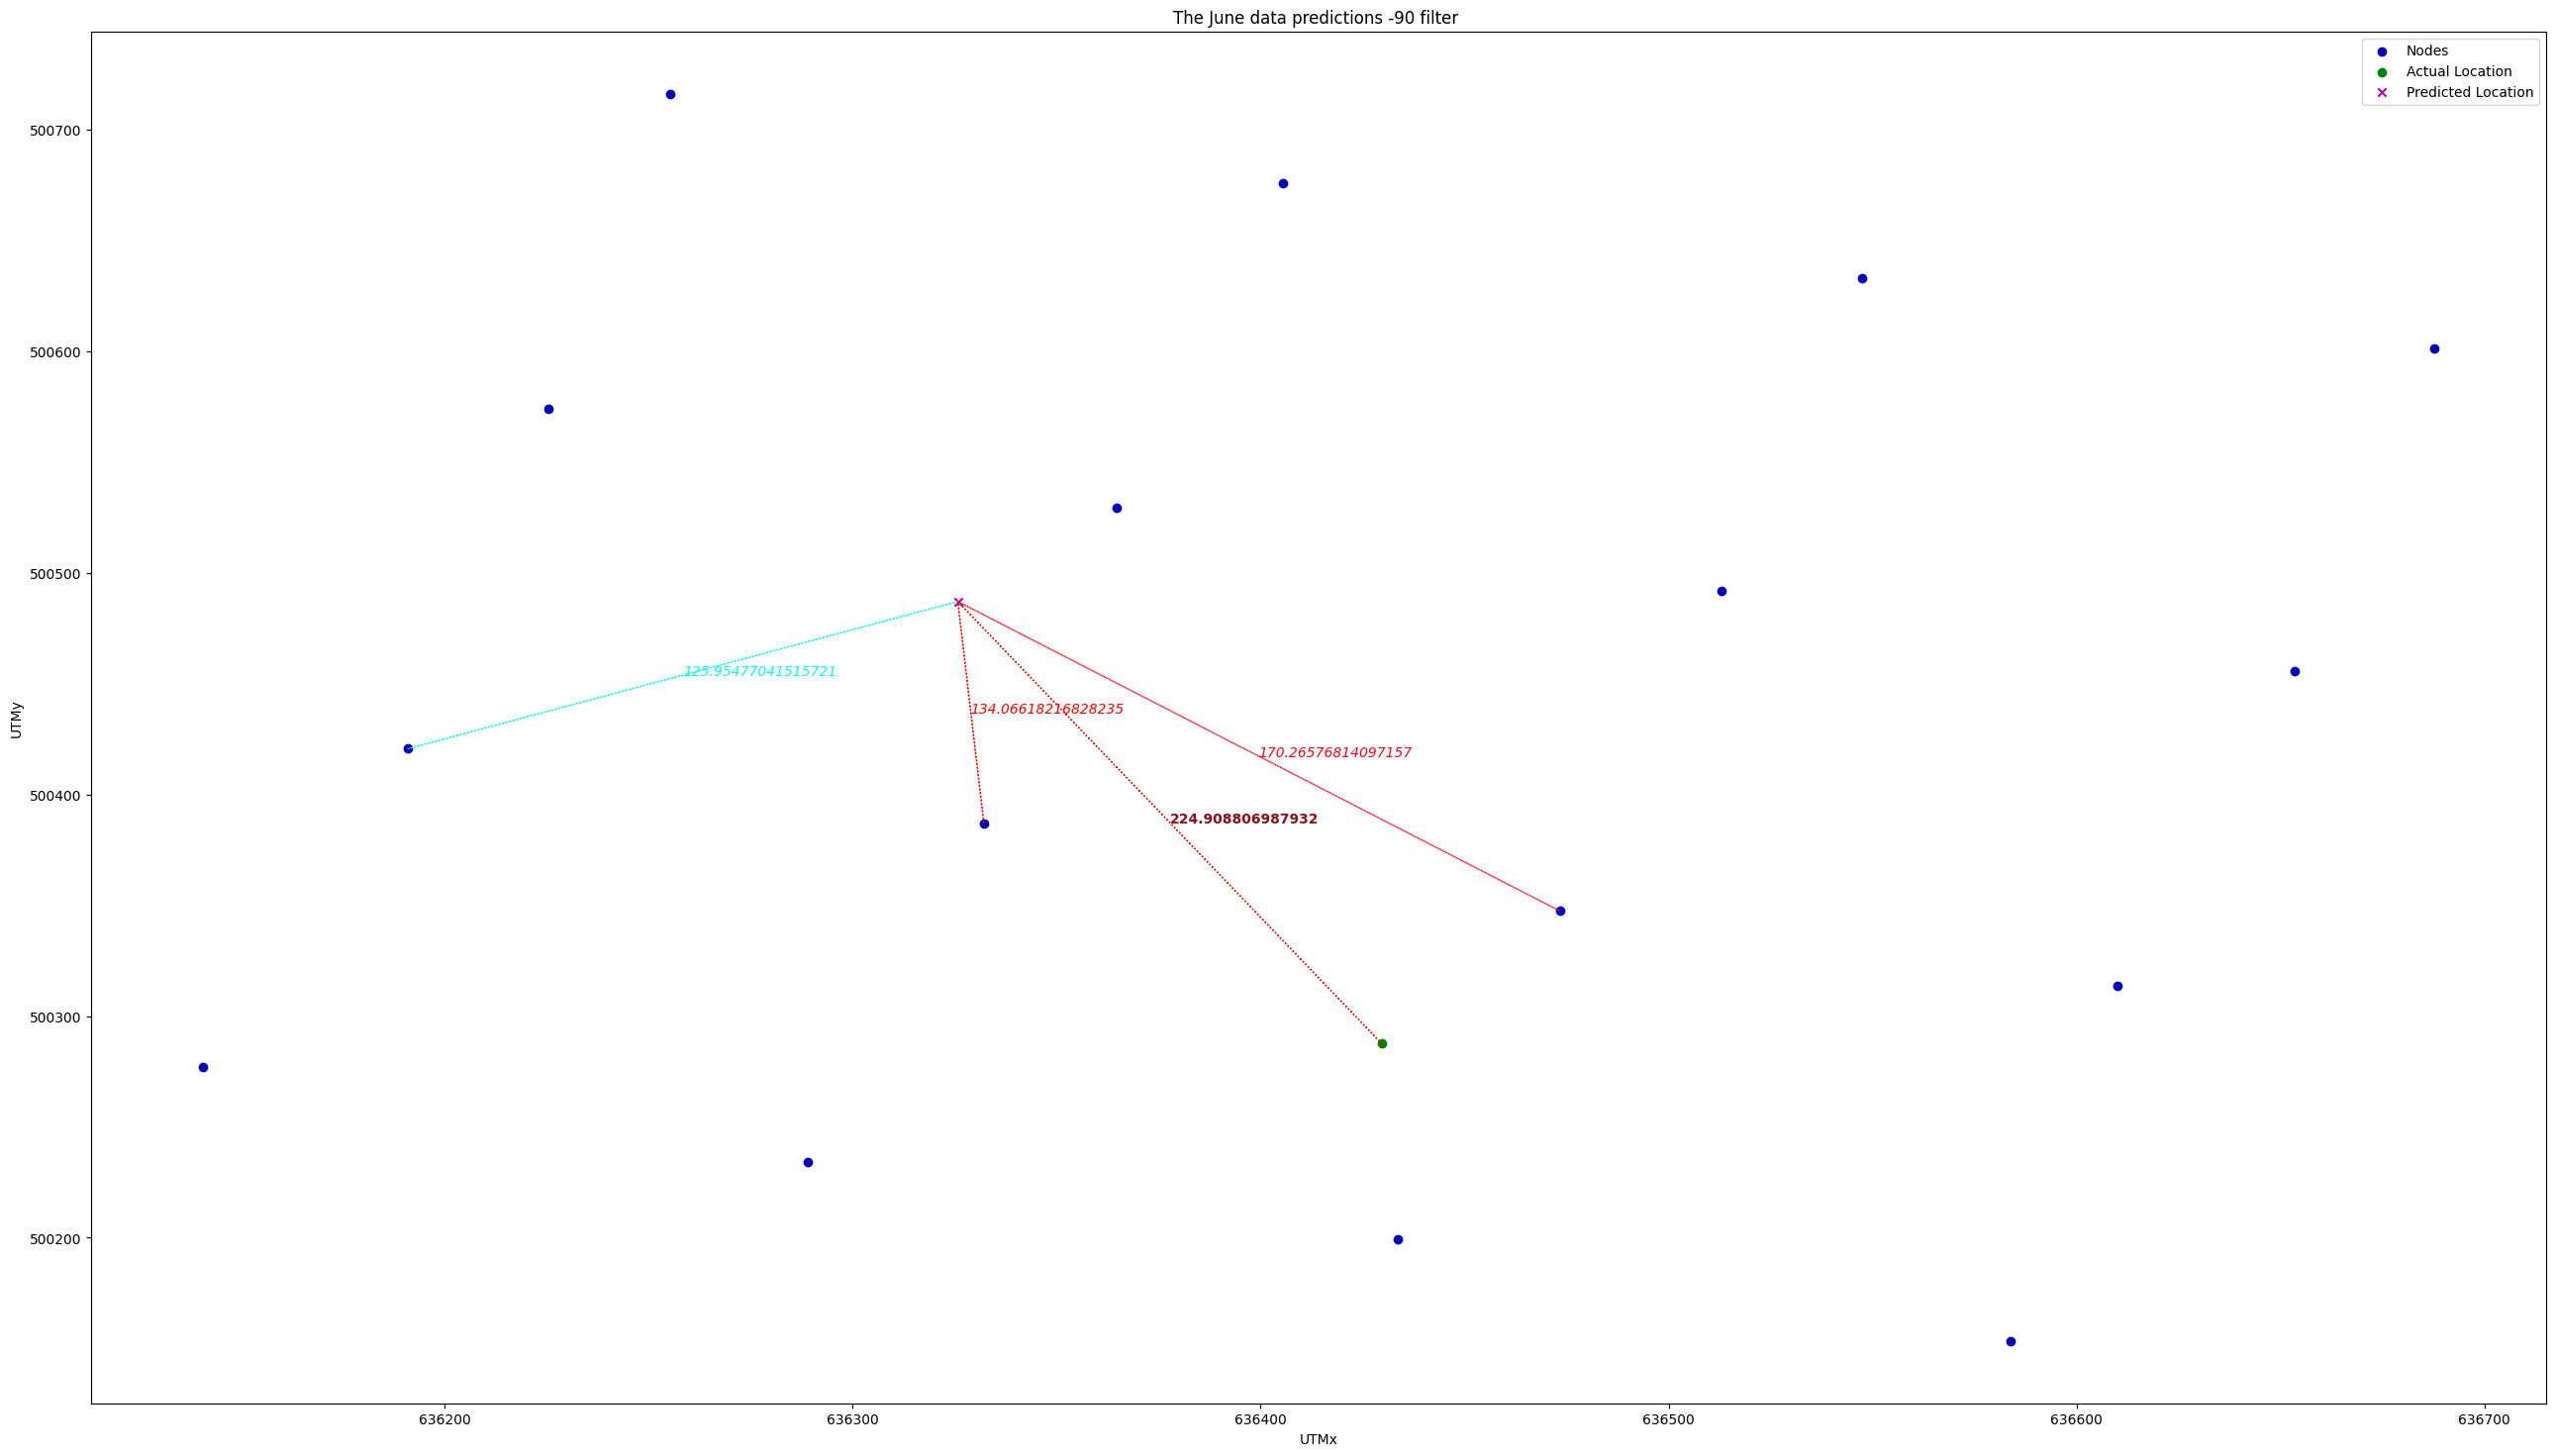 The June data predictions -90 filter
Nodes
Actual Location
Predicted Location
500700
500600
500500
500400
500300
500200
UTMy
125.95477041515721
134.06618216828235
170.26576814097157
224.908806987932
636200
636300
636400
636500
636600
636700
UTMx